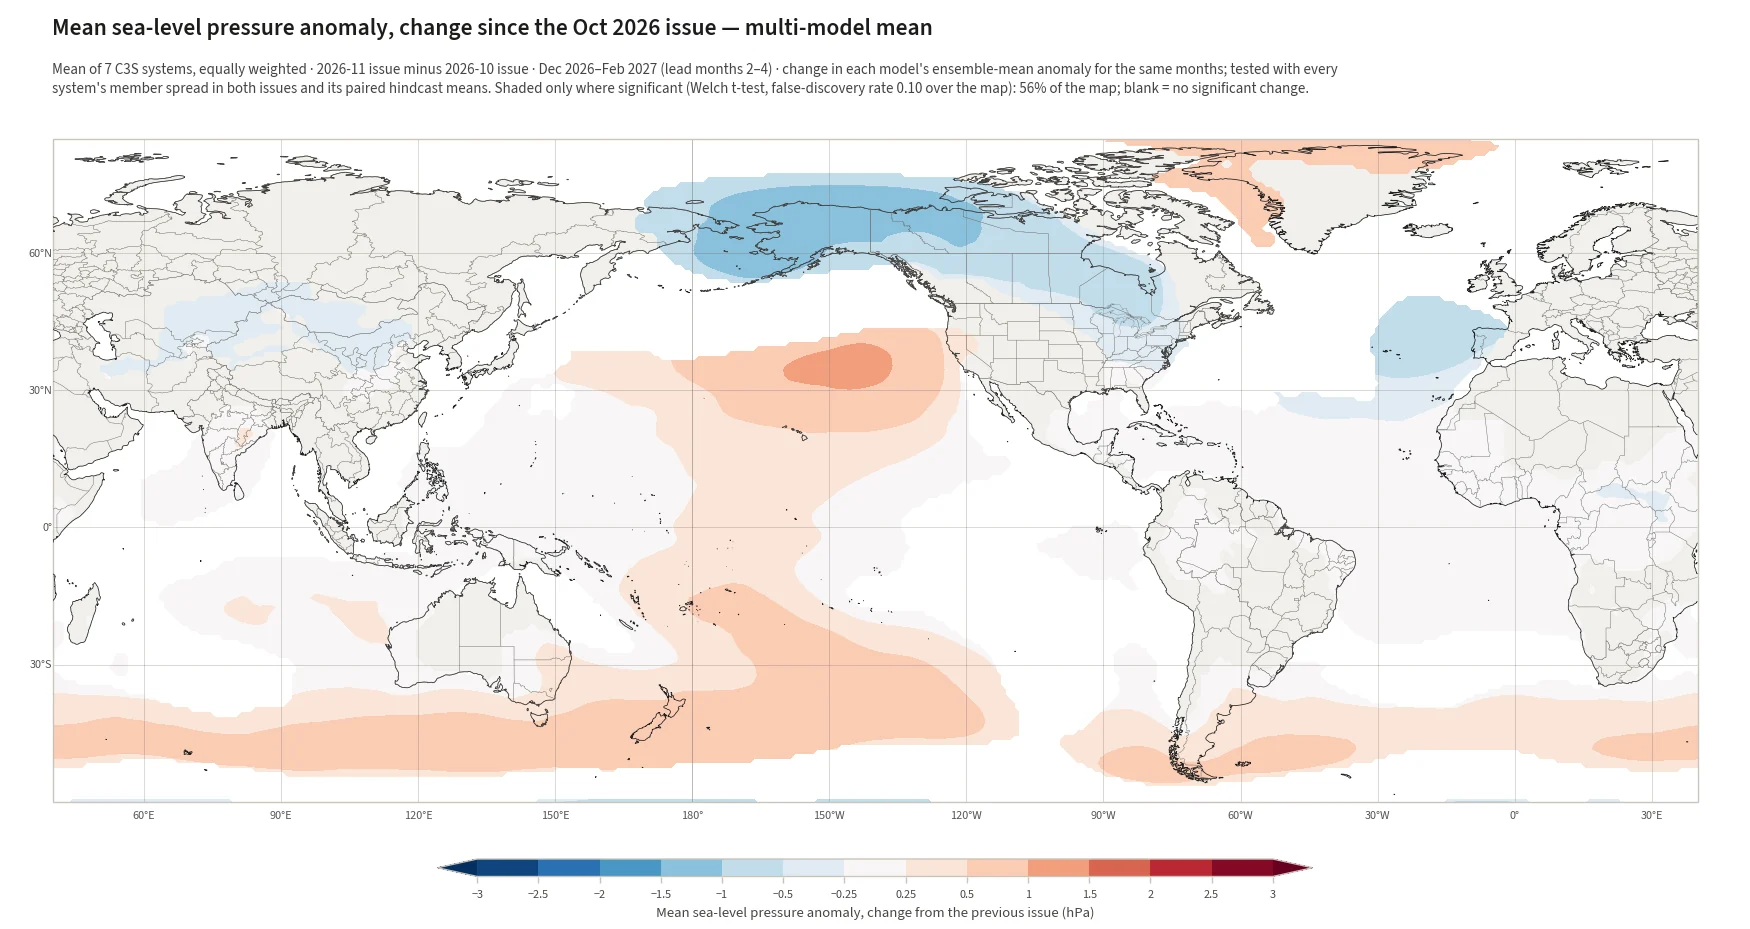 Mean sea-level pressure anomaly, change since the Oct 2026 issue — multi-model mean
Mean of 7 C3S systems, equally weighted · 2026-11 issue minus 2026-10 issue · Dec 2026–Feb 2027 (lead months 2–4) · change in each model's ensemble-mean anomaly for the same months; tested with every
system's member spread in both issues and its paired hindcast means. Shaded only where significant (Welch t-test, false-discovery rate 0.10 over the map): 56% of the map; blank = no significant change.
60°N
30°N
0°
30°S
60°E 90°E 120°E 150°E 180° 150°W 120°W 90°W 60°W 30°W 0° 30°E
−3 −2.5 −2 −1.5 −1 −0.5 −0.25 0.25 0.5 1 1.5 2 2.5 3
Mean sea-level pressure anomaly, change from the previous issue (hPa)